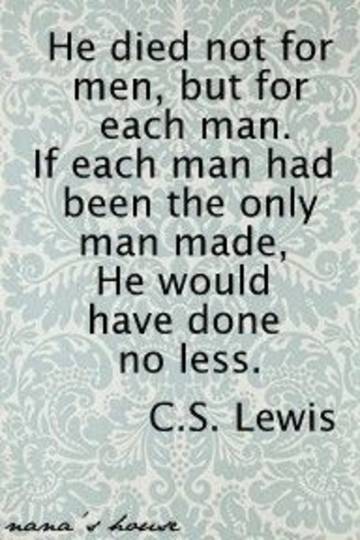 He died not for
men, but for
each man.
If each man had
been the only
man made,
He would
have done
no less.
C.S. Lewis
nana's house